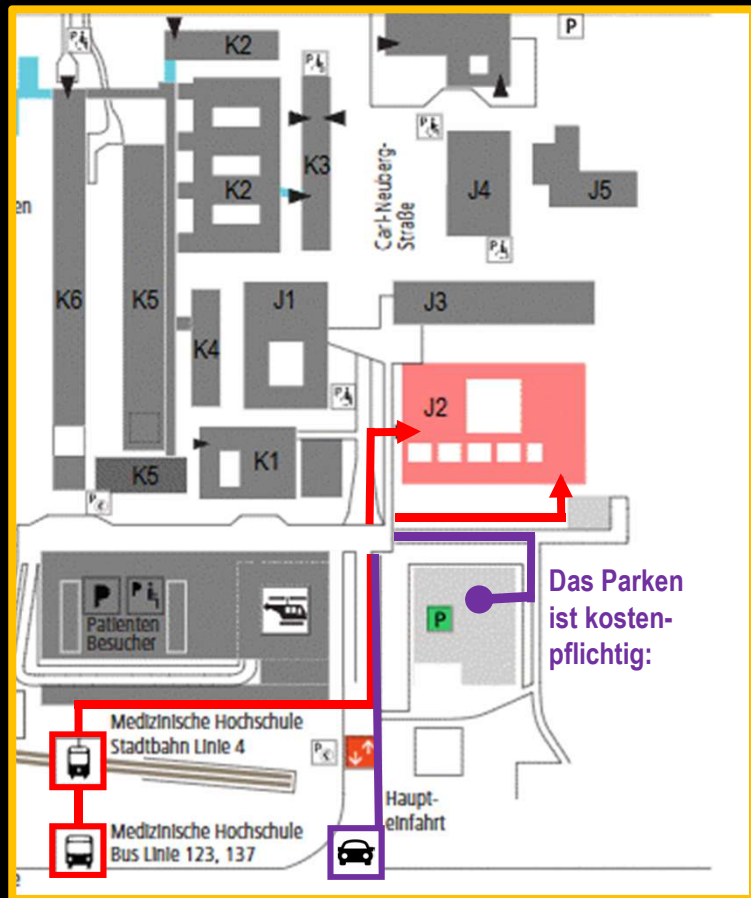 K2
P
P
P
K2
K3
P
Carl-Neuberg-
Straße
J4
J5
en
P
K6
K5
K4
J1
J3
P
J2
K1
K5
P
P
P
Patienten
Besucher
P
Das Parken
ist kosten-
pflichtig:
Medizinische Hochschule
Stadtbahn Linie 4
P
Haupt-
einfahrt
Medizinische Hochschule
Bus Linie 123, 137
e